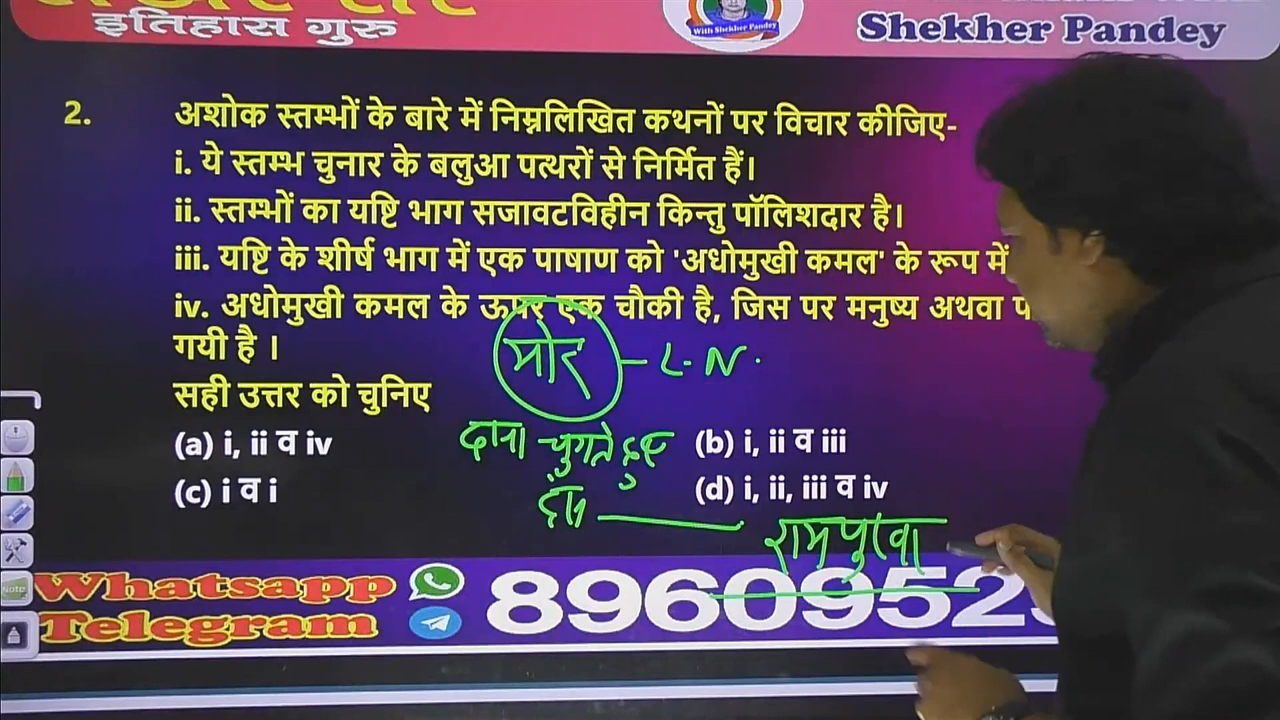 इतिहास गुरु
With Shekher Pandey
Shekher Pandey
2. अशोक स्तम्भों के बारे में निम्नलिखित कथनों पर विचार कीजिए-
i. ये स्तम्भ चुनार के बलुआ पत्थरों से निर्मित हैं।
ii. स्तम्भों का यष्टि भाग सजावटविहीन किन्तु पॉलिशदार है।
iii. यष्टि के शीर्ष भाग में एक पाषाण को 'अधोमुखी कमल' के रूप में
iv. अधोमुखी कमल के ऊपर एक चौकी है, जिस पर मनुष्य अथवा
गयी है ।
मोर - L.N.
सही उत्तर को चुनिए
दाना चुगते हुए
(a) i, ii व iv (b) i, ii व iii
(c) i व i (d) i, ii, iii व iv
हंस
रामपुरवा
Whatsapp
Telegram
8960952
Note